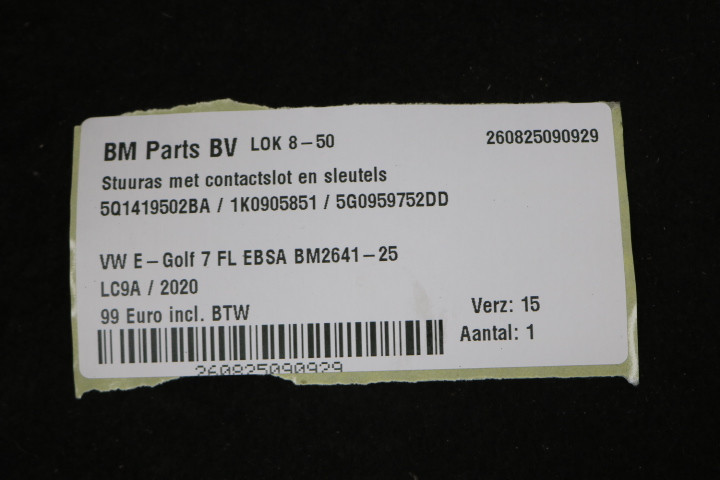 BM Parts BV LOK 8-50 260825090929
Stuuras met contactslot en sleutels
5Q1419502BA / 1K0905851 / 5G0959752DD
VW E-Golf 7 FL EBSA BM2641-25
LC9A / 2020
99 Euro incl. BTW
Verz: 15
Aantal: 1
260825090929